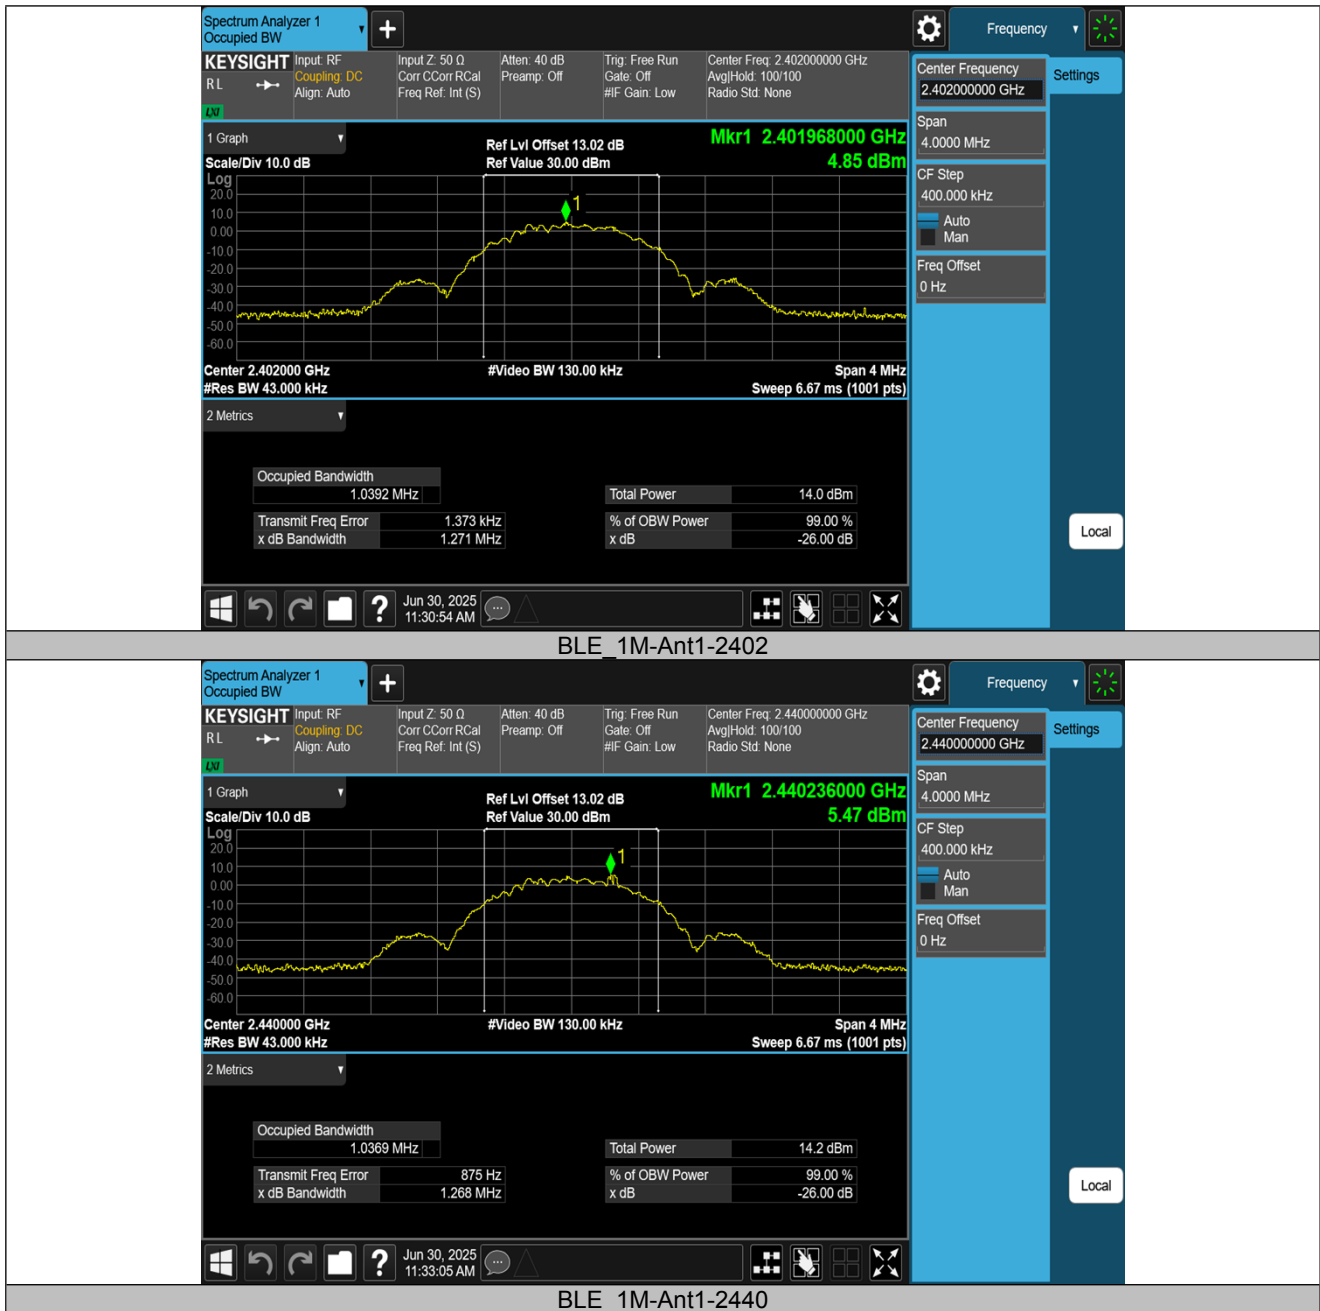 Spectrum Analyzer 1
Occupied BW
+
Frequency
KEYSIGHT
R L
LXI
Input: RF
Coupling: DC
Align: Auto
Input Z: 50 Ω
Corr CCorr RCal
Freq Ref: Int (S)
Atten: 40 dB
Preamp: Off
Trig: Free Run
Gate: Off
#IF Gain: Low
Center Freq: 2.402000000 GHz
Avg|Hold: 100/100
Radio Std: None
Center Frequency
2.402000000 GHz
Settings
Span
4.0000 MHz
CF Step
400.000 kHz
Auto
Man
Freq Offset
0 Hz
Local
1 Graph
Scale/Div 10.0 dB
Ref Lvl Offset 13.02 dB
Ref Value 30.00 dBm
Mkr1 2.401968000 GHz
4.85 dBm
Log
20.0
10.0
0.00
-10.0
-20.0
-30.0
-40.0
-50.0
-60.0
1
Center 2.402000 GHz
#Video BW 130.00 kHz
Span 4 MHz
#Res BW 43.000 kHz
Sweep 6.67 ms (1001 pts)
2 Metrics
Occupied Bandwidth
1.0392 MHz
Total Power 14.0 dBm
Transmit Freq Error 1.373 kHz
% of OBW Power 99.00 %
x dB Bandwidth 1.271 MHz
x dB -26.00 dB
?
Jun 30, 2025
11:30:54 AM
BLE_1M-Ant1-2402
Spectrum Analyzer 1
Occupied BW
+
Frequency
KEYSIGHT
R L
LXI
Input: RF
Coupling: DC
Align: Auto
Input Z: 50 Ω
Corr CCorr RCal
Freq Ref: Int (S)
Atten: 40 dB
Preamp: Off
Trig: Free Run
Gate: Off
#IF Gain: Low
Center Freq: 2.440000000 GHz
Avg|Hold: 100/100
Radio Std: None
Center Frequency
2.440000000 GHz
Settings
Span
4.0000 MHz
CF Step
400.000 kHz
Auto
Man
Freq Offset
0 Hz
Local
1 Graph
Scale/Div 10.0 dB
Ref Lvl Offset 13.02 dB
Ref Value 30.00 dBm
Mkr1 2.440236000 GHz
5.47 dBm
Log
20.0
10.0
0.00
-10.0
-20.0
-30.0
-40.0
-50.0
-60.0
1
Center 2.440000 GHz
#Video BW 130.00 kHz
Span 4 MHz
#Res BW 43.000 kHz
Sweep 6.67 ms (1001 pts)
2 Metrics
Occupied Bandwidth
1.0369 MHz
Total Power 14.2 dBm
Transmit Freq Error 875 Hz
% of OBW Power 99.00 %
x dB Bandwidth 1.268 MHz
x dB -26.00 dB
?
Jun 30, 2025
11:33:05 AM
BLE_1M-Ant1-2440